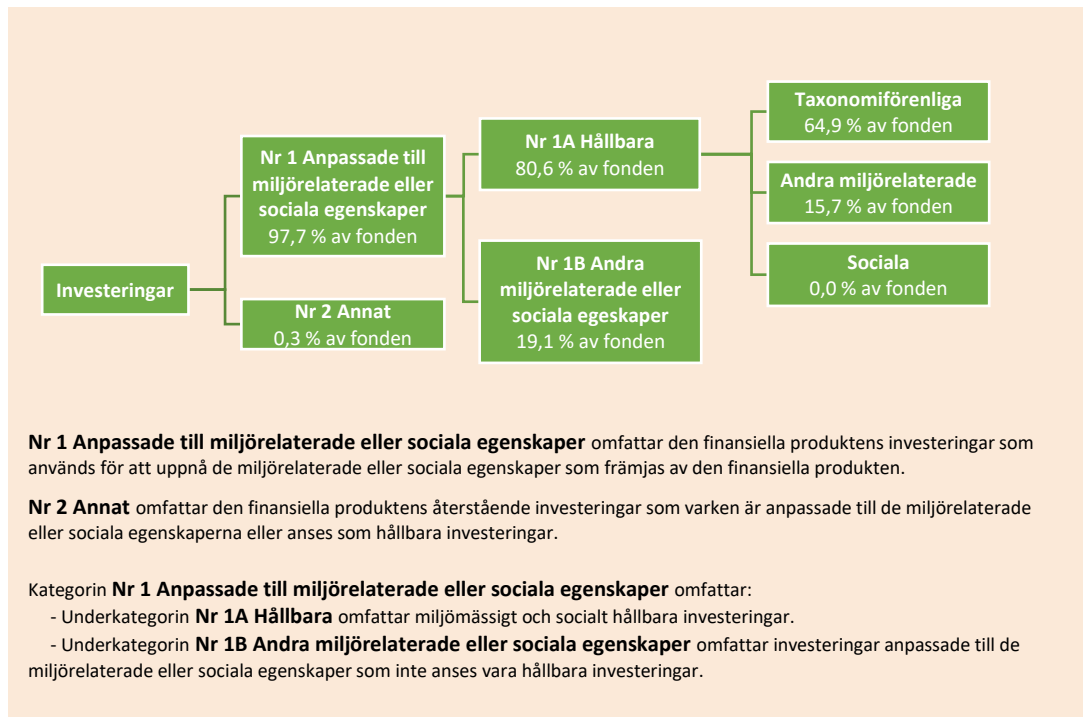 Investeringar
Nr 1 Anpassade till
miljörelaterade eller
sociala egenskaper
97,7 % av fonden
Nr 2 Annat
0,3 % av fonden
Nr 1A Hållbara
80,6 % av fonden
Nr 1B Andra
miljörelaterade eller
sociala egeskaper
19,1 % av fonden
Taxonomiförenliga
64,9 % av fonden
Andra miljörelaterade
15,7 % av fonden
Sociala
0,0 % av fonden
Nr 1 Anpassade till miljörelaterade eller sociala egenskaper omfattar den finansiella produktens investeringar som
används för att uppnå de miljörelaterade eller sociala egenskaper som främjas av den finansiella produkten.
Nr 2 Annat omfattar den finansiella produktens återstående investeringar som varken är anpassade till de miljörelaterade
eller sociala egenskaperna eller anses som hållbara investeringar.
Kategorin Nr 1 Anpassade till miljörelaterade eller sociala egenskaper omfattar:
- Underkategorin Nr 1A Hållbara omfattar miljömässigt och socialt hållbara investeringar.
- Underkategorin Nr 1B Andra miljörelaterade eller sociala egenskaper omfattar investeringar anpassade till de
miljörelaterade eller sociala egenskaper som inte anses vara hållbara investeringar.